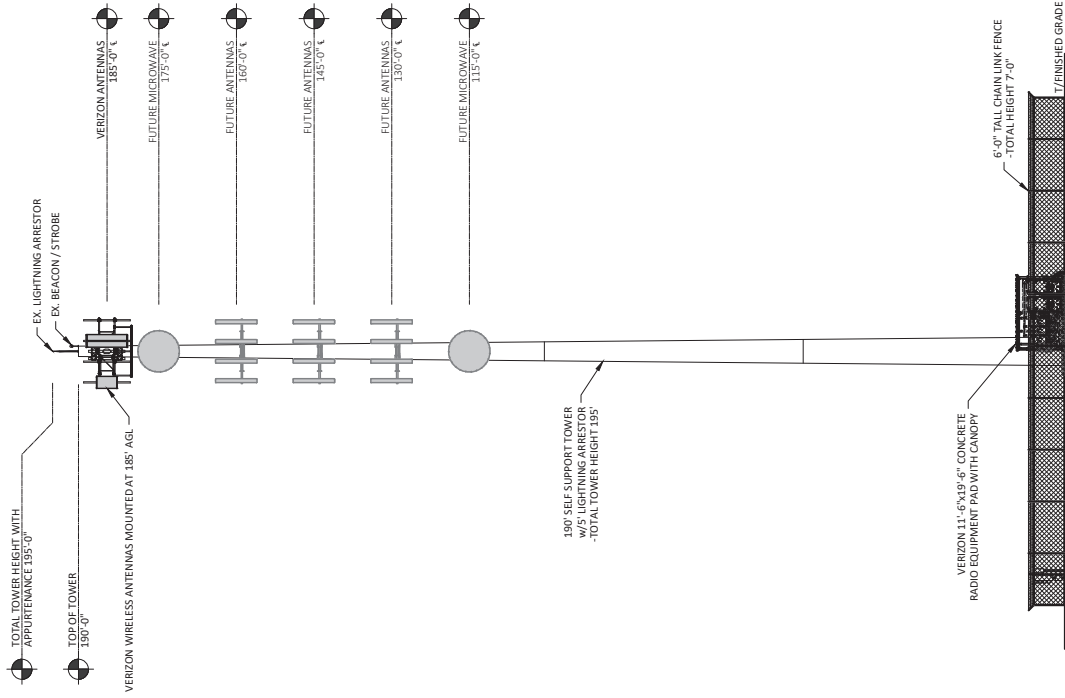 TOTAL TOWER HEIGHT WITH
APPURTENANCE 195'-0"
TOP OF TOWER
190'-0"
VERIZON WIRELESS ANTENNAS MOUNTED AT 185' AGL
EX. LIGHTNING ARRESTOR
EX. BEACON / STROBE
VERIZON ANTENNAS
185'-0" ℄
FUTURE MICROWAVE
175'-0" ℄
FUTURE ANTENNAS
160'-0" ℄
FUTURE ANTENNAS
145'-0" ℄
FUTURE ANTENNAS
130'-0" ℄
FUTURE MICROWAVE
115'-0" ℄
190' SELF SUPPORT TOWER
w/5' LIGHTNING ARRESTOR
-TOTAL TOWER HEIGHT 195'
VERIZON 11'-6"x19'-6" CONCRETE
RADIO EQUIPMENT PAD WITH CANOPY
6'-0" TALL CHAIN LINK FENCE
-TOTAL HEIGHT 7'-0"
T/FINISHED GRADE